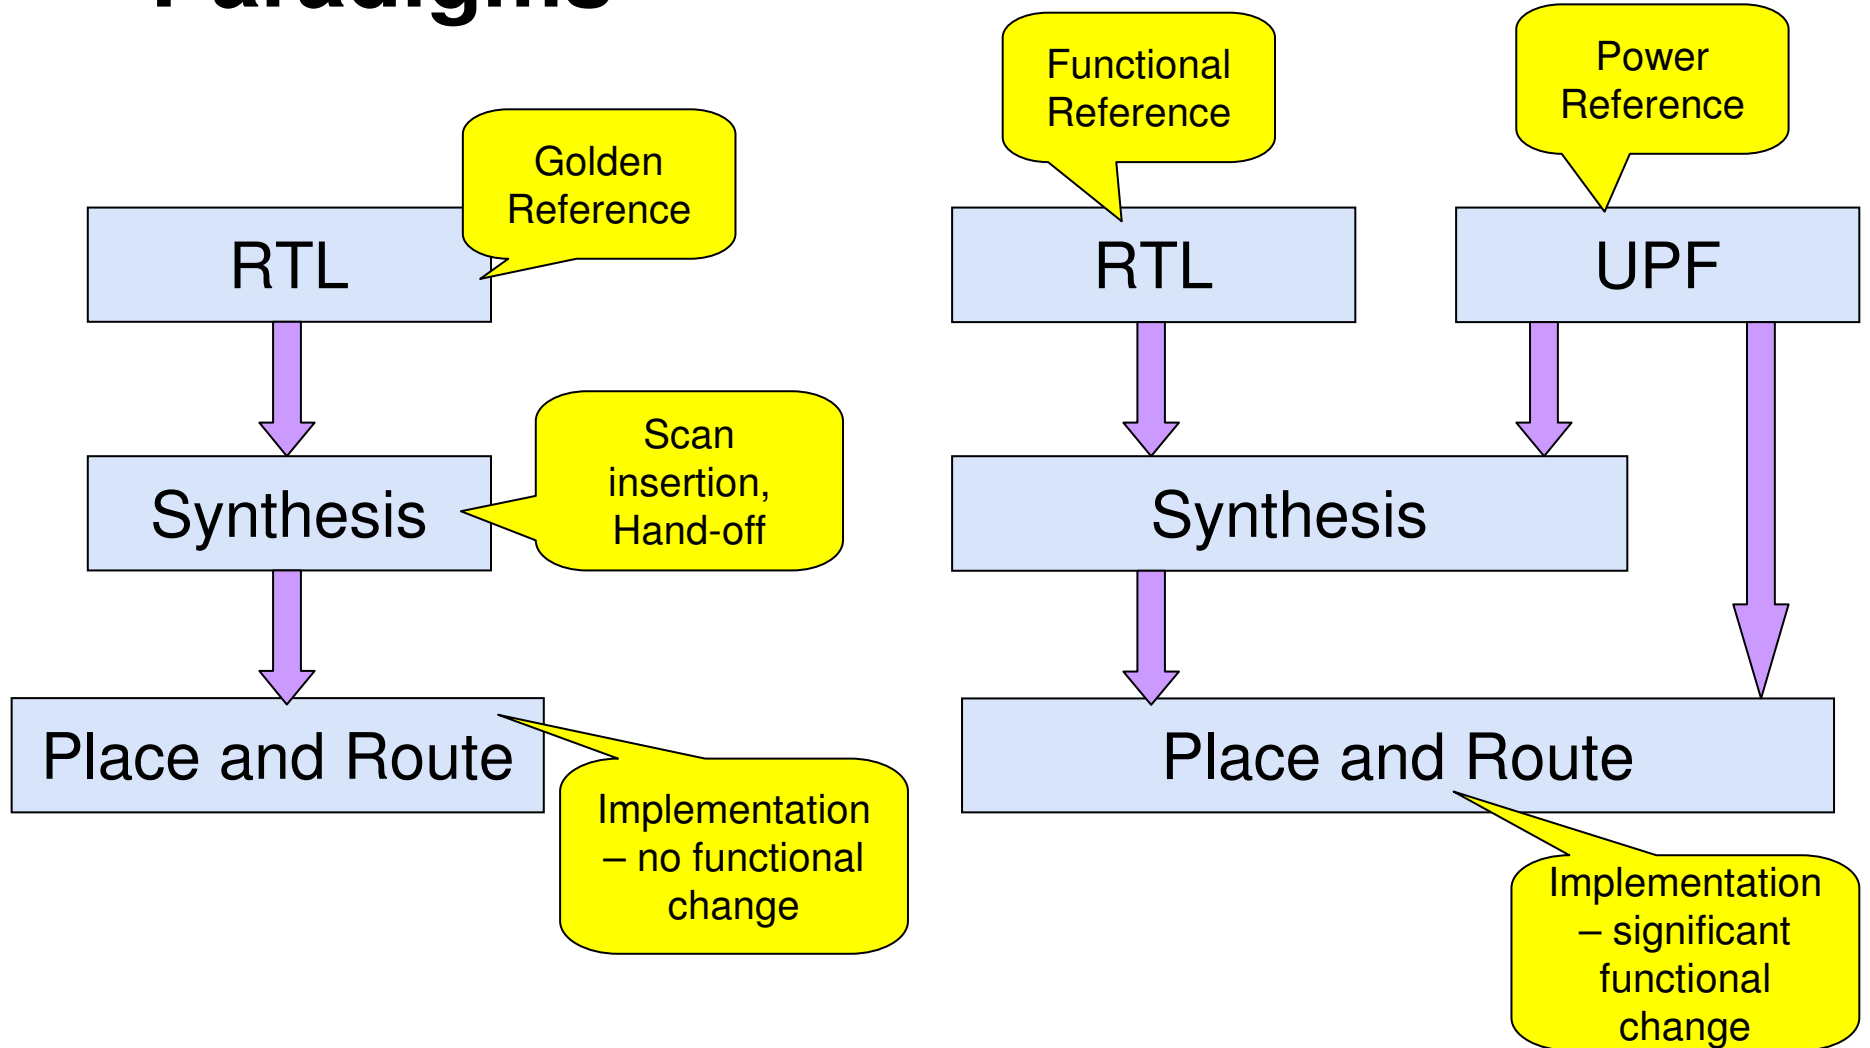 Paradigms
Golden
Reference
RTL
Scan
insertion,
Hand-off
Synthesis
Place and Route
Implementation
– no functional
change
Functional
Reference
Power
Reference
RTL
UPF
Synthesis
Place and Route
Implementation
– significant
functional
change